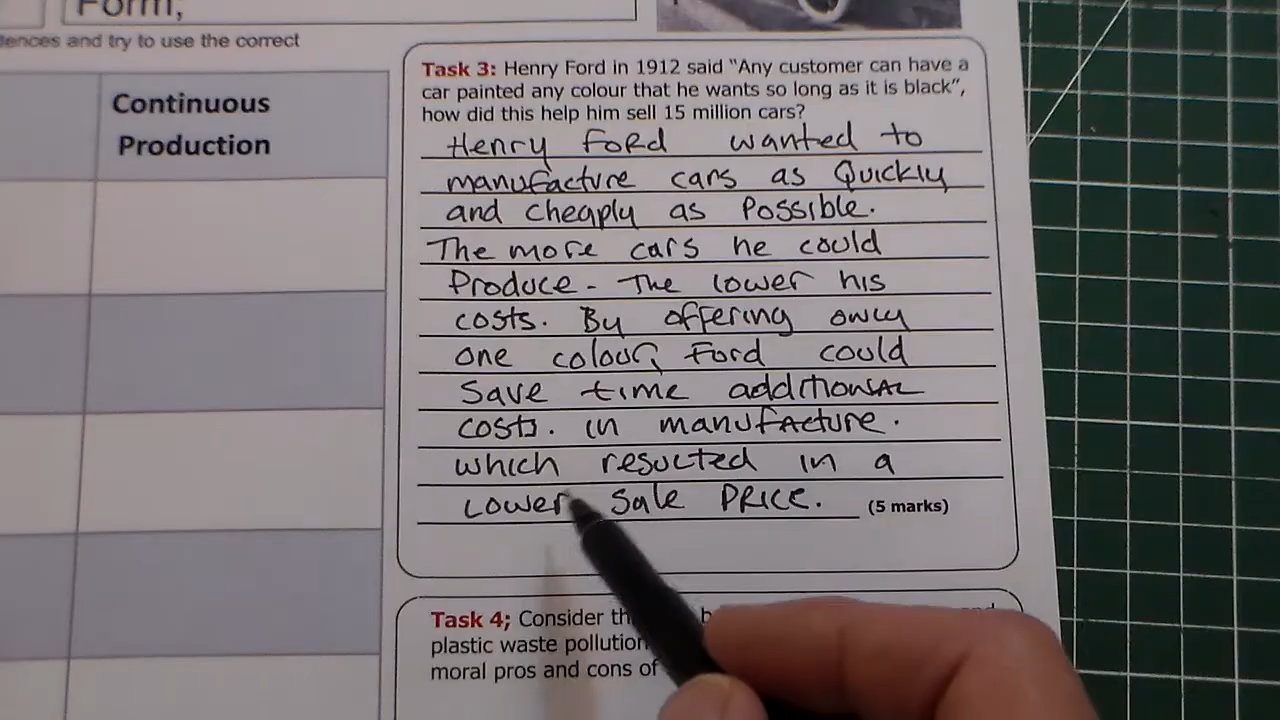 Form,
tences and try to use the correct
Continuous
Production
Task 3: Henry Ford in 1912 said “Any customer can have a
car painted any colour that he wants so long as it is black”,
how did this help him sell 15 million cars?
Henry Ford wanted to
manufacture cars as Quickly
and cheaply as Possible.
The more cars he could
Produce - The lower his
costs. By offering only
one colour, Ford could
Save time additional
costs. in manufacture.
which resulted in a
Lower Sale PRICE. (5 marks)
Task 4; Consider
plastic waste pollution
moral pros and cons of